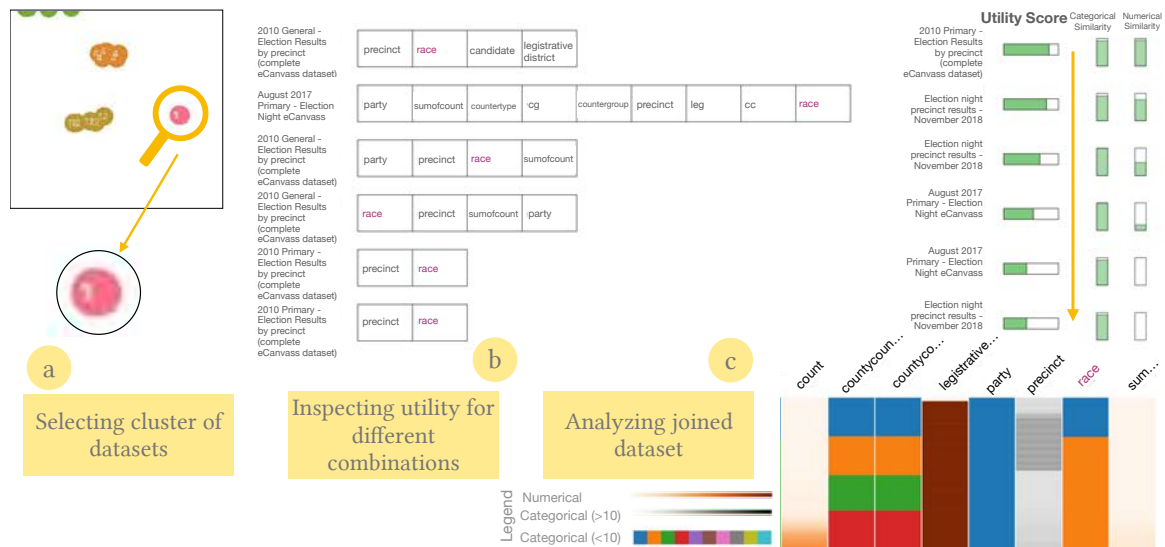 2010 General -
Election Results
by precinct
(complete
eCanvass dataset)
precinct
race
candidate
legistrative
district
August 2017
Primary - Election
Night eCanvass
party
sumofcount
countertype
cg
countergroup
precinct
leg
cc
race
2010 General -
Election Results
by precinct
(complete
eCanvass dataset)
party
precinct
race
sumofcount
2010 General -
Election Results
by precinct
(complete
eCanvass dataset)
race
precinct
sumofcount
party
2010 Primary -
Election Results
by precinct
(complete
eCanvass dataset)
precinct
race
2010 Primary -
Election Results
by precinct
(complete
eCanvass dataset)
precinct
race
Utility Score
Categorical
Similarity
Numerical
Similarity
2010 Primary -
Election Results
by precinct
(complete
eCanvass dataset)
Election night
precinct results -
November 2018
Election night
precinct results -
November 2018
August 2017
Primary - Election
Night eCanvass
August 2017
Primary - Election
Night eCanvass
Election night
precinct results -
November 2018
a
Selecting cluster of
datasets
b
Inspecting utility for
different
combinations
c
Analyzing joined
dataset
count
countycoun...
countyco...
legistrative...
party
precinct
race
sum...
Legend
Numerical
Categorical (>10)
Categorical (<10)